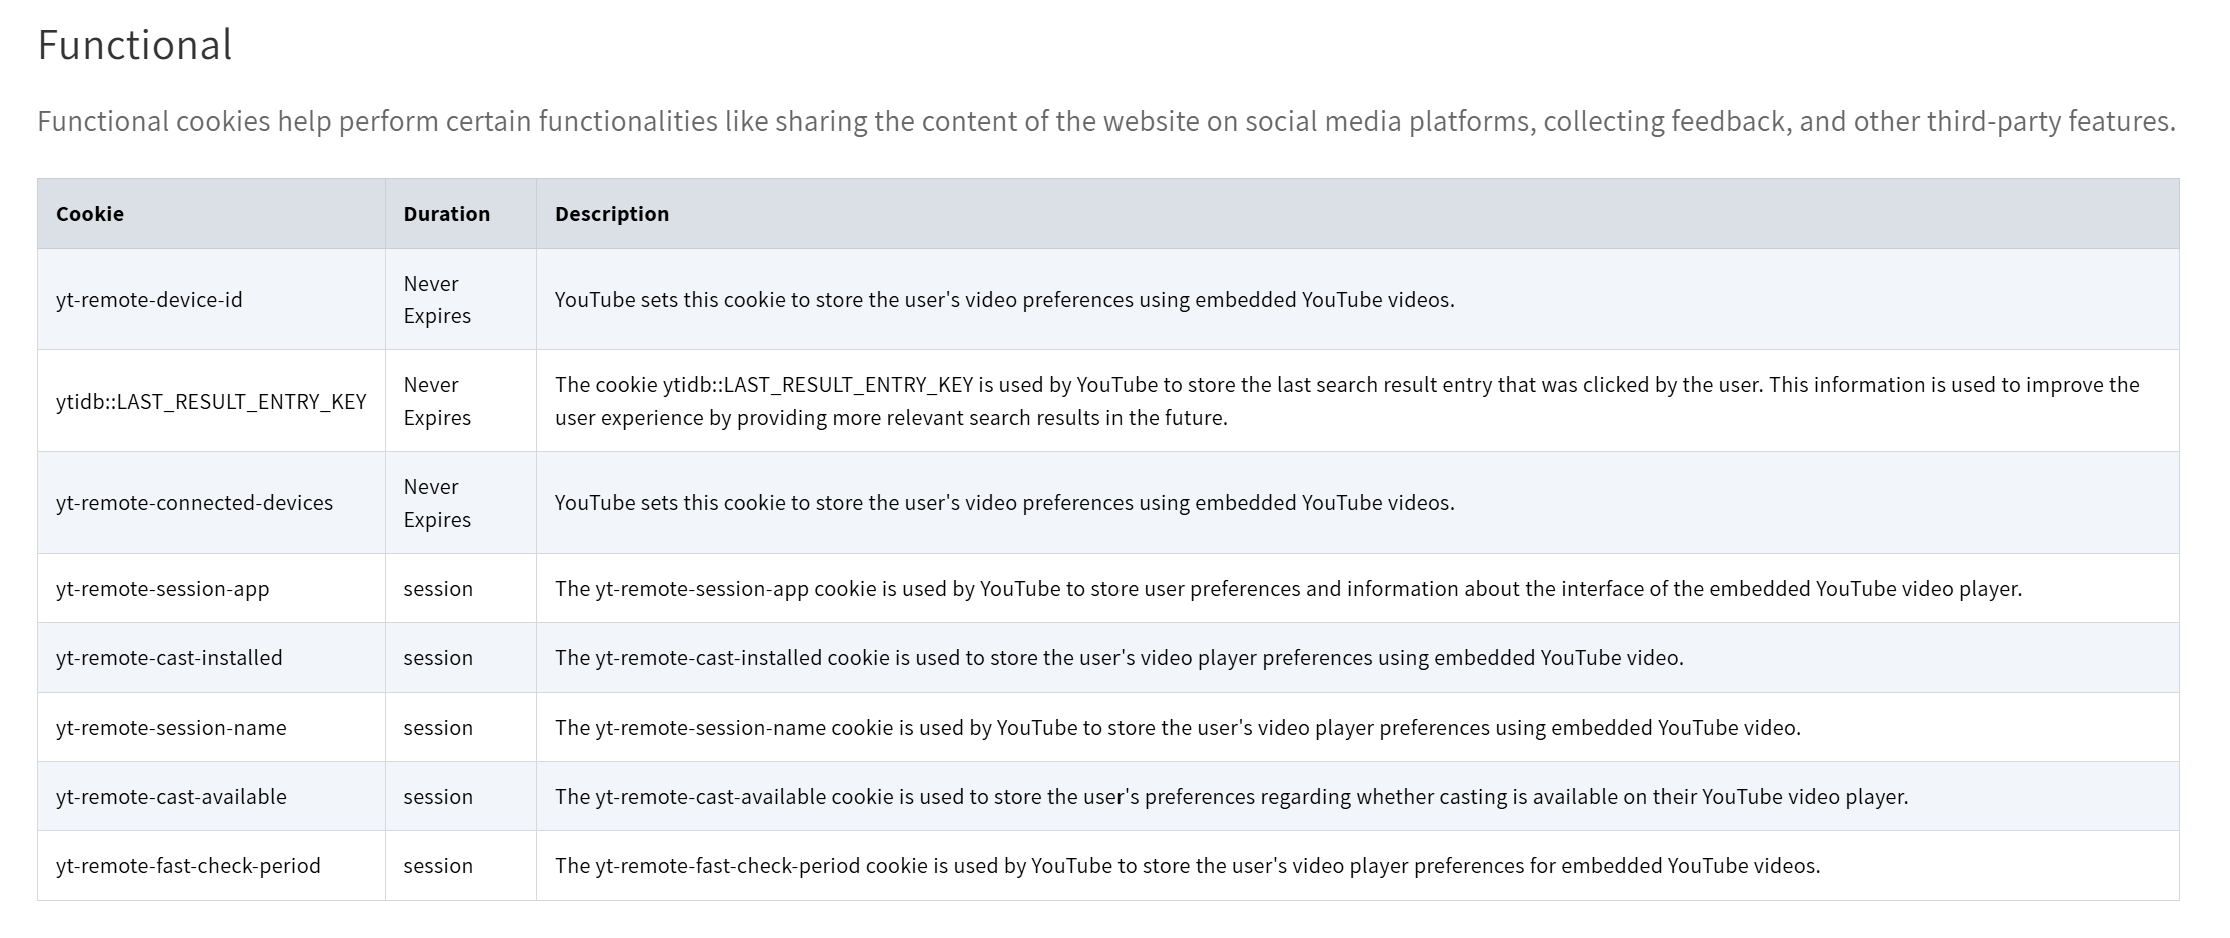 Functional
Functional cookies help perform certain functionalities like sharing the content of the website on social media platforms, collecting feedback, and other third-party features.
Cookie Duration Description
yt-remote-device-id Never Expires YouTube sets this cookie to store the user's video preferences using embedded YouTube videos.
ytidb::LAST_RESULT_ENTRY_KEY Never Expires The cookie ytidb::LAST_RESULT_ENTRY_KEY is used by YouTube to store the last search result entry that was clicked by the user. This information is used to improve the
user experience by providing more relevant search results in the future.
yt-remote-connected-devices Never Expires YouTube sets this cookie to store the user's video preferences using embedded YouTube videos.
yt-remote-session-app session The yt-remote-session-app cookie is used by YouTube to store user preferences and information about the interface of the embedded YouTube video player.
yt-remote-cast-installed session The yt-remote-cast-installed cookie is used to store the user's video player preferences using embedded YouTube video.
yt-remote-session-name session The yt-remote-session-name cookie is used by YouTube to store the user's video player preferences using embedded YouTube video.
yt-remote-cast-available session The yt-remote-cast-available cookie is used to store the user's preferences regarding whether casting is available on their YouTube video player.
yt-remote-fast-check-period session The yt-remote-fast-check-period cookie is used by YouTube to store the user's video player preferences for embedded YouTube videos.